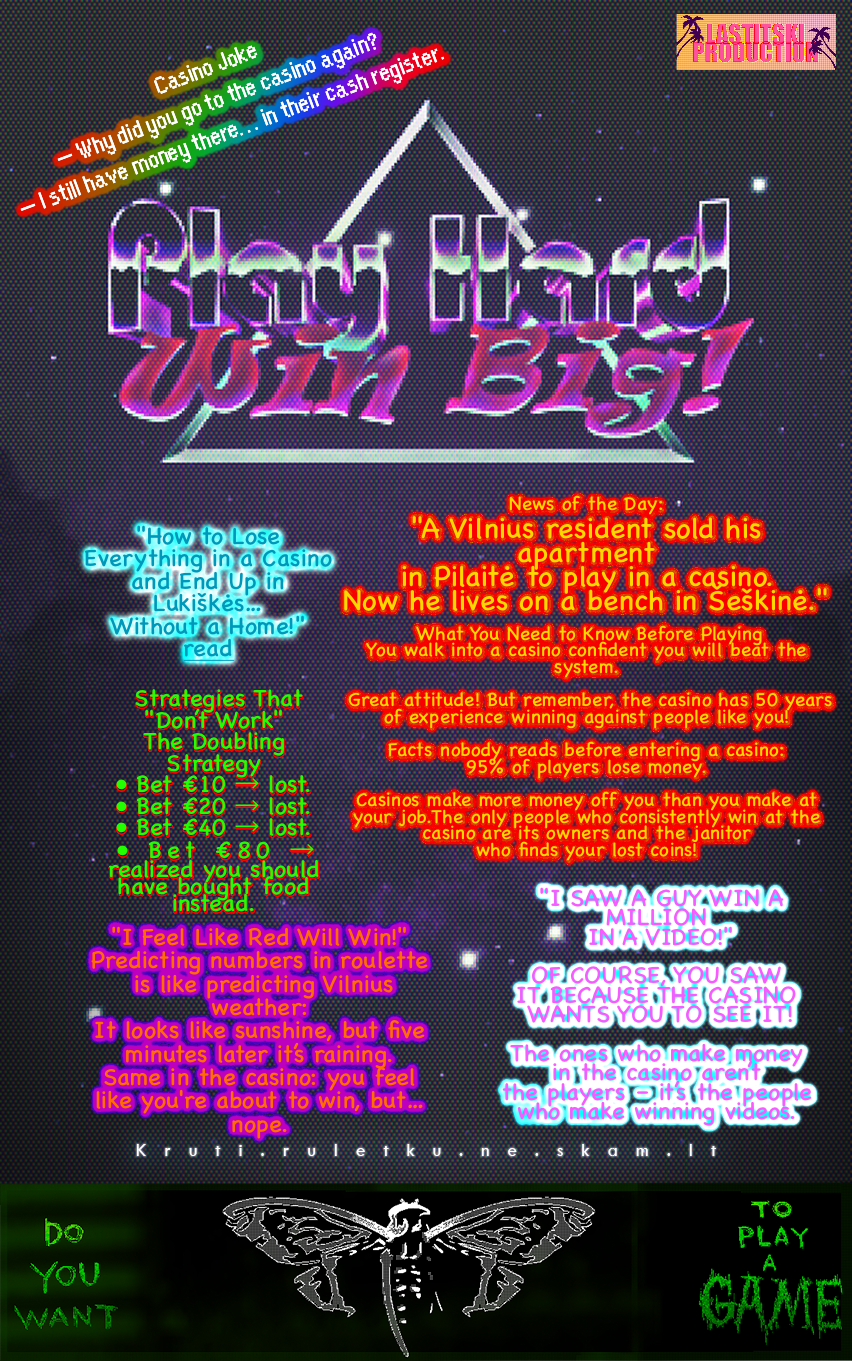 LASTITSKI
PRODUCTION
Casino Joke
– Why did you go to the casino again?
– I still have money there... in their cash register.
Play Hard
Win Big!
"How to Lose
Everything in a Casino
and End Up in
Lukiškės...
Without a Home!"
read
News of the Day:
"A Vilnius resident sold his
apartment
in Pilaitė to play in a casino.
Now he lives on a bench in Šeškinė."
What You Need to Know Before Playing
You walk into a casino confident you will beat the
system.
Great attitude! But remember, the casino has 50 years
of experience winning against people like you!
Facts nobody reads before entering a casino:
95% of players lose money.
Casinos make more money off you than you make at
your job.The only people who consistently win at the
casino are its owners and the janitor
who finds your lost coins!
Strategies That
"Don't Work"
The Doubling
Strategy
• Bet €10 → lost.
• Bet €20 → lost.
• Bet €40 → lost.
• Bet €80 →
realized you should
have bought food
instead.
"I SAW A GUY WIN A
MILLION
IN A VIDEO!"
OF COURSE, YOU SAW
IT BECAUSE THE CASINO
WANTS YOU TO SEE IT!
The ones who make money
in the casino aren't
the players – it's the people
who make winning videos.
"I Feel Like Red Will Win!"
Predicting numbers in roulette
is like predicting Vilnius
weather:
It looks like sunshine, but five
minutes later it's raining.
Same in the casino: you feel
like you're about to win, but...
nope.
Kruti.ruletku.ne.skam.lt
DO
YOU
WANT
TO
PLAY
A
GAME